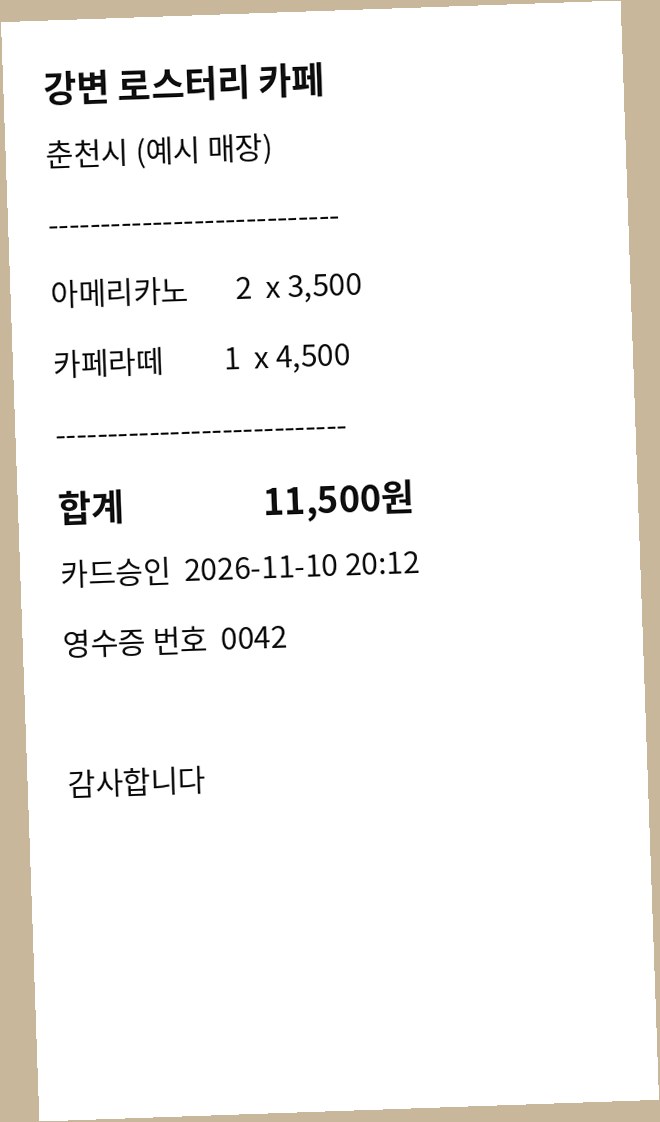 강변 로스터리 카페
춘천시 (예시 매장)
----------------------------
아메리카노 2 x 3,500
카페라떼 1 x 4,500
----------------------------
합계 11,500원
카드승인 2026-11-10 20:12
영수증 번호 0042
감사합니다